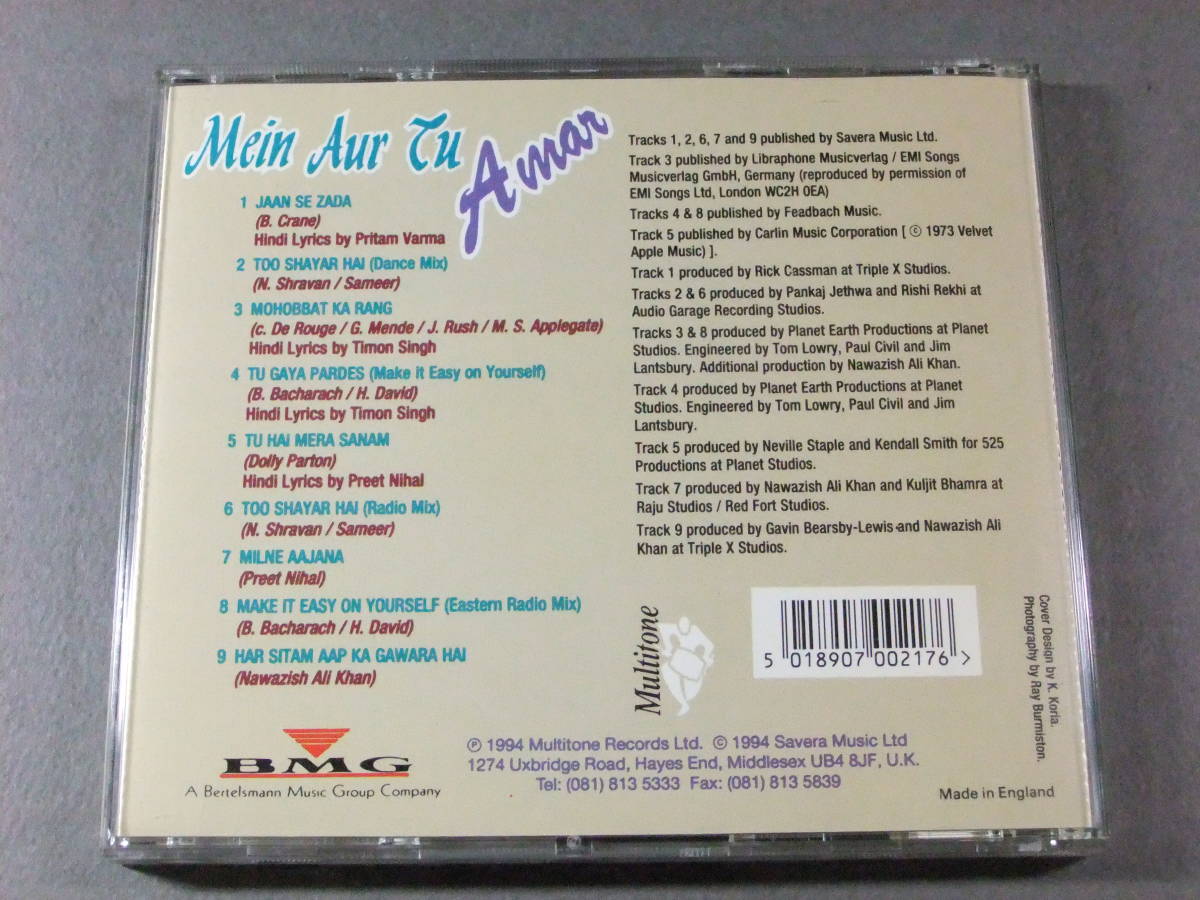 Mein Aur Tu
Amar
1 JAAN SE ZADA
(B. Crane)
Hindi Lyrics by Pritam Varma
2 TOO SHAYAR HAI (Dance Mix)
(N. Shravan / Sameer)
3 MOHOBBAT KA RANG
(c. De Rouge / G. Mende / J. Rush / M. S. Applegate)
Hindi Lyrics by Timon Singh
4 TU GAYA PARDES (Make it Easy on Yourself)
(B. Bacharach / H. David)
Hindi Lyrics by Timon Singh
5 TU HAI MERA SANAM
(Dolly Parton)
Hindi Lyrics by Preet Nihal
6 TOO SHAYAR HAI (Radio Mix)
(N. Shravan / Sameer)
7 MILNE AAJANA
(Preet Nihal)
8 MAKE IT EASY ON YOURSELF (Eastern Radio Mix)
(B. Bacharach / H. David)
9 HAR SITAM AAP KA GAWARA HAI
(Nawazish Ali Khan)
Tracks 1, 2, 6, 7 and 9 published by Savera Music Ltd.
Track 3 published by Libraphone Musicverlag / EMI Songs
Musicverlag GmbH, Germany (reproduced by permission of
EMI Songs Ltd, London WC2H 0EA)
Tracks 4 & 8 published by Feadbach Music.
Track 5 published by Carlin Music Corporation [ © 1973 Velvet
Apple Music) ].
Track 1 produced by Rick Cassman at Triple X Studios.
Tracks 2 & 6 produced by Pankaj Jethwa and Rishi Rekhi at
Audio Garage Recording Studios.
Tracks 3 & 8 produced by Planet Earth Productions at Planet
Studios. Engineered by Tom Lowry, Paul Civil and Jim
Lantsbury. Additional production by Nawazish Ali Khan.
Track 4 produced by Planet Earth Productions at Planet
Studios. Engineered by Tom Lowry, Paul Civil and Jim
Lantsbury.
Track 5 produced by Neville Staple and Kendall Smith for 525
Productions at Planet Studios.
Track 7 produced by Nawazish Ali Khan and Kuljit Bhamra at
Raju Studios / Red Fort Studios.
Track 9 produced by Gavin Bearsby-Lewis and Nawazish Ali
Khan at Triple X Studios.
Multitone
5 018907 002176 >
Cover Design by K. Koria.
Photography by Ray Burmiston.
BMG
A Bertelsmann Music Group Company
℗ 1994 Multitone Records Ltd. © 1994 Savera Music Ltd
1274 Uxbridge Road, Hayes End, Middlesex UB4 8JF, U.K.
Tel: (081) 813 5333 Fax: (081) 813 5839
Made in England